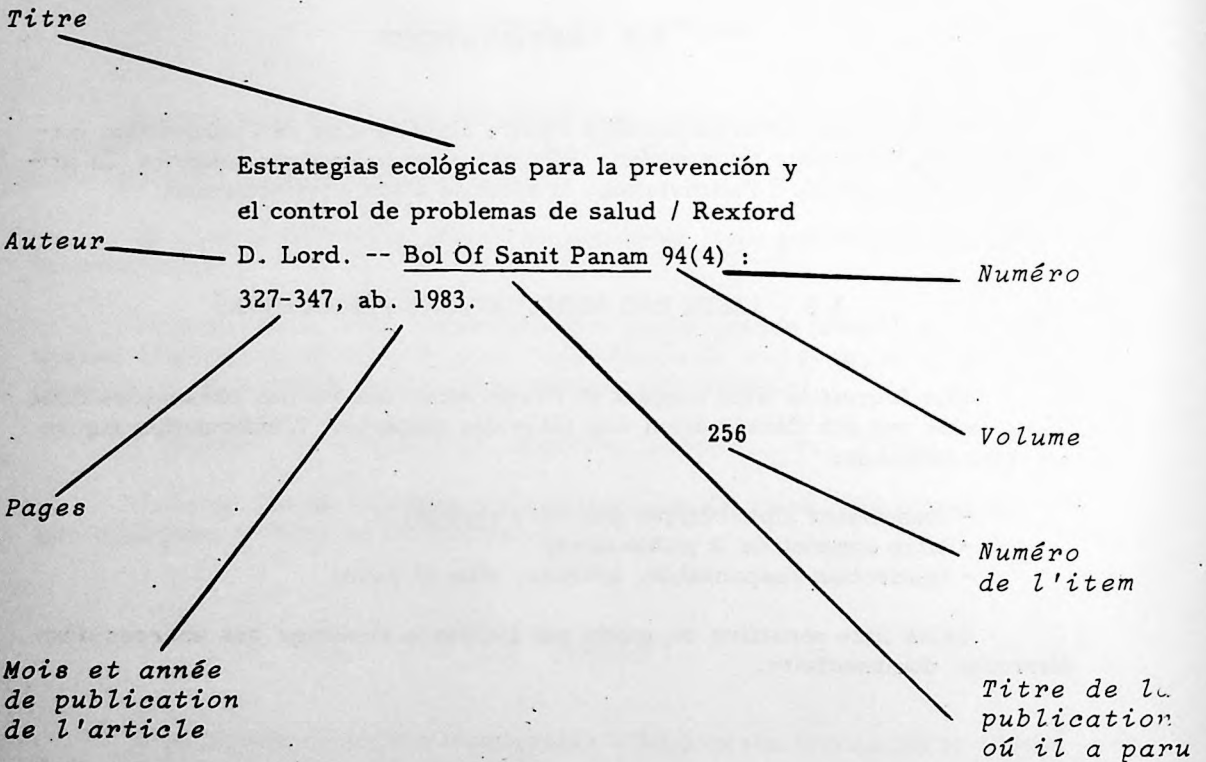 Titre
Estrategias ecológicas para la prevención y
el control de problemas de salud / Rexford
Auteur
D. Lord. -- Bol Of Sanit Panam 94(4) :
Numéro
327-347, ab. 1983.
256
Volume
Pages
Numéro
de l'item
Mois et année
de publication
de l'article
Titre de la
publication
oú il a paru